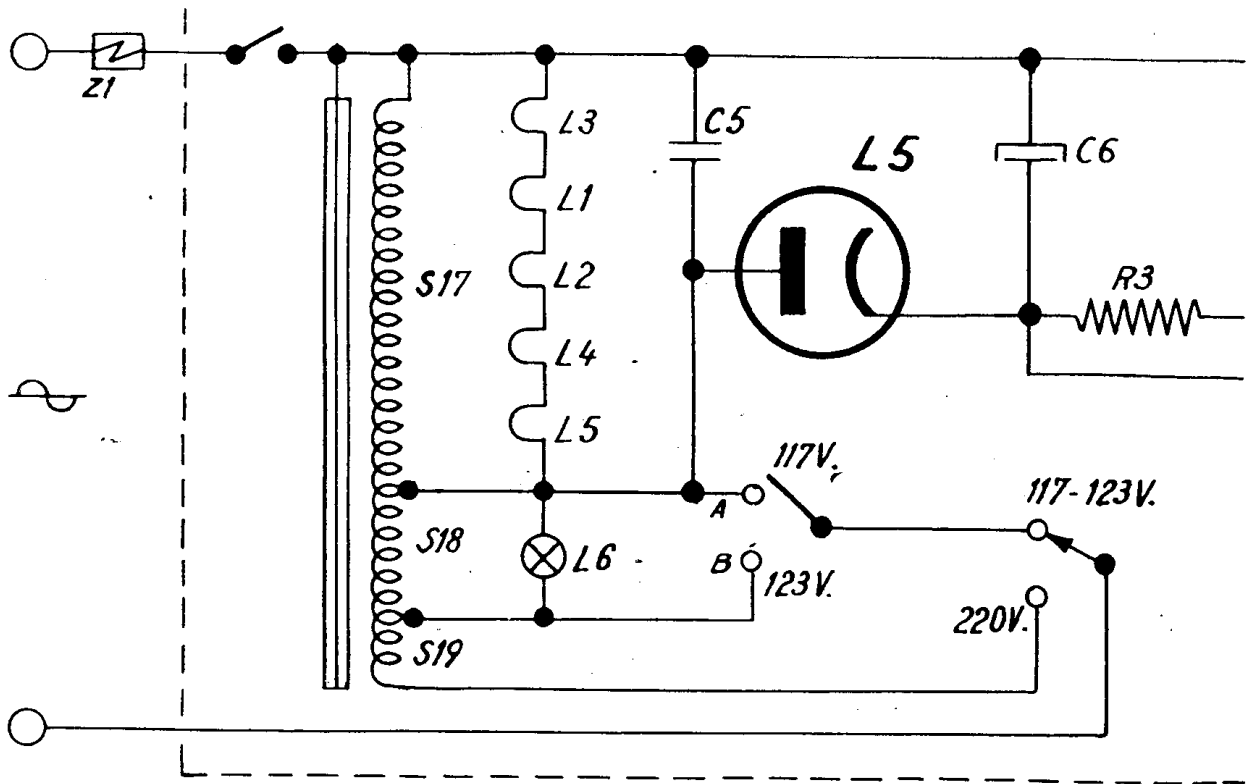 Z1
L3
C5
L5
C6
L1
L2
S17
R3
L4
L5
117V.
A
117-123V.
S18
L6
B
123V.
220V.
S19